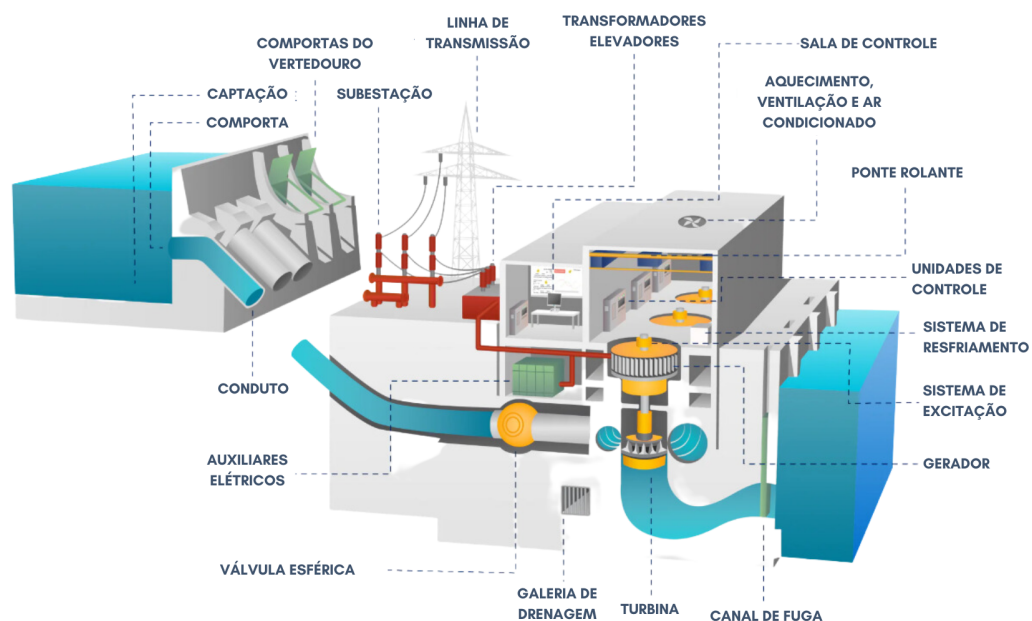 LINHA DE
TRANSMISSÃO
TRANSFORMADORES
ELEVADORES
COMPORTAS DO
VERTEDOURO
SALA DE CONTROLE
CAPTAÇÃO
SUBESTAÇÃO
AQUECIMENTO,
VENTILAÇÃO E AR
CONDICIONADO
COMPORTA
PONTE ROLANTE
UNIDADES DE
CONTROLE
SISTEMA DE
RESFRIAMENTO
CONDUTO
SISTEMA DE
EXCITAÇÃO
AUXILIARES
ELÉTRICOS
GERADOR
VÁLVULA ESFÉRICA
GALERIA DE
DRENAGEM
TURBINA
CANAL DE FUGA